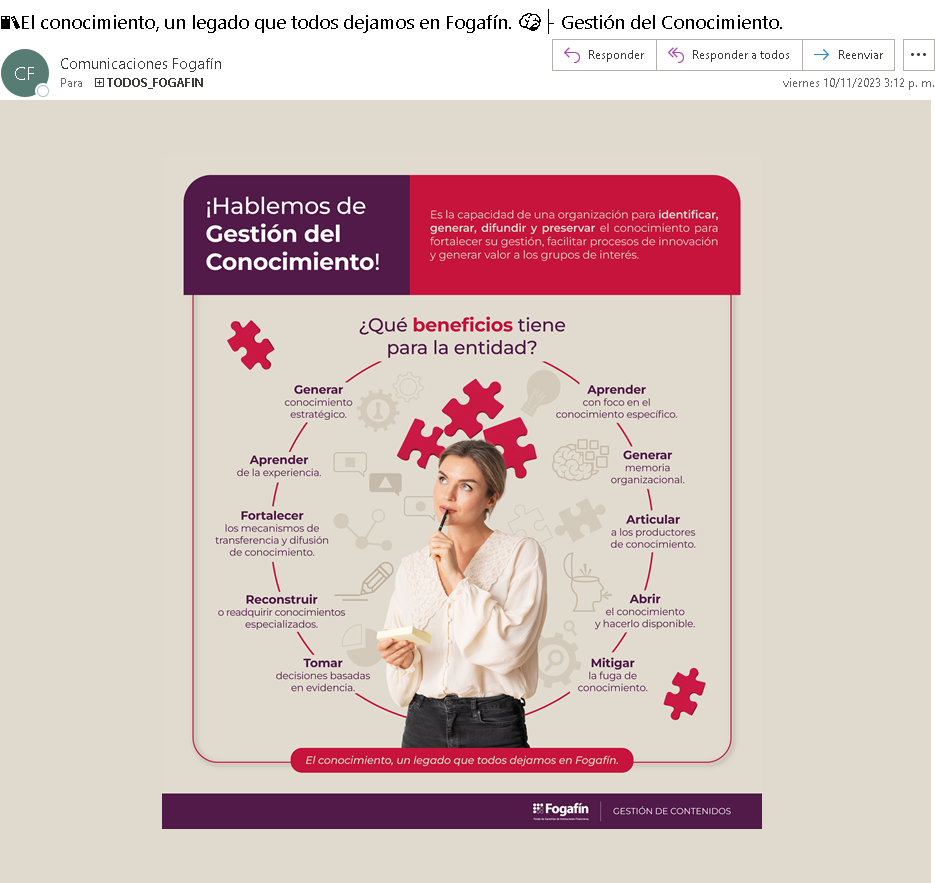 El conocimiento, un legado que todos dejamos en Fogafín. - Gestión del Conocimiento.
CF
Comunicaciones Fogafín
Para TODOS_FOGAFIN
Responder
Responder a todos
Reenviar
viernes 10/11/2023 3:12 p. m.
¡Hablemos de
Gestión del
Conocimiento!
Es la capacidad de una organización para identificar,
generar, difundir y preservar el conocimiento para
fortalecer su gestión, facilitar procesos de innovación
y generar valor a los grupos de interés.
¿Qué beneficios tiene
para la entidad?
Generar
conocimiento
estratégico.
Aprender
de la experiencia.
Fortalecer
los mecanismos de
transferencia y difusión
de conocimiento.
Reconstruir
o readquirir conocimientos
especializados.
Tomar
decisiones basadas
en evidencia.
Aprender
con foco en el
conocimiento específico.
Generar
memoria
organizacional.
Articular
a los productores
de conocimiento.
Abrir
el conocimiento
y hacerlo disponible.
Mitigar
la fuga de
conocimiento.
El conocimiento, un legado que todos dejamos en Fogafín.
Fogafín
GESTIÓN DE CONTENIDOS